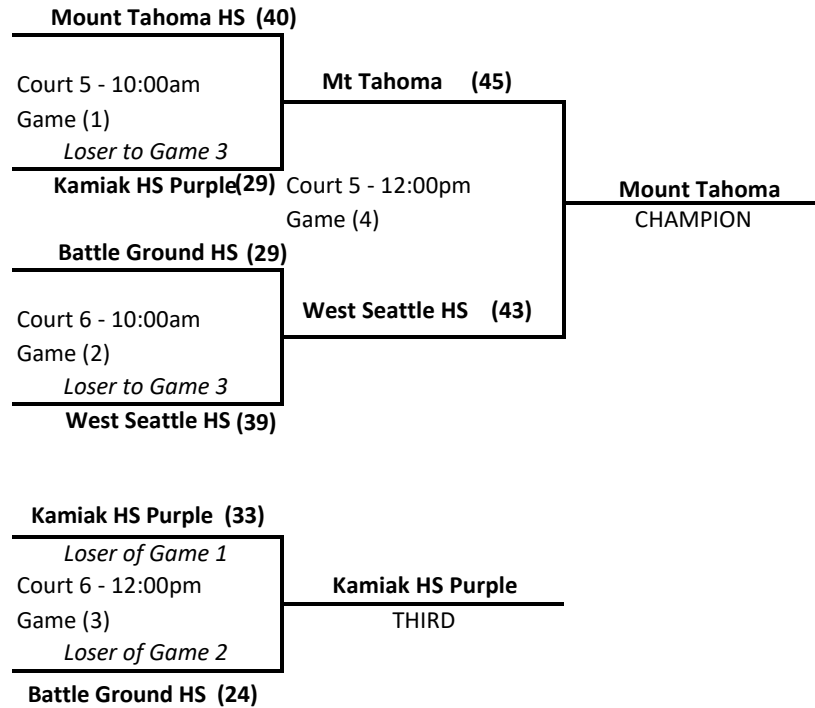 Mount Tahoma HS (40)
Court 5 - 10:00am
Game (1)
Loser to Game 3
Kamiak HS Purple (29)
Mt Tahoma (45)
Court 5 - 12:00pm
Game (4)
Mount Tahoma
CHAMPION
Battle Ground HS (29)
Court 6 - 10:00am
Game (2)
Loser to Game 3
West Seattle HS (39)
West Seattle HS (43)
Kamiak HS Purple (33)
Loser of Game 1
Court 6 - 12:00pm
Game (3)
Loser of Game 2
Battle Ground HS (24)
Kamiak HS Purple
THIRD